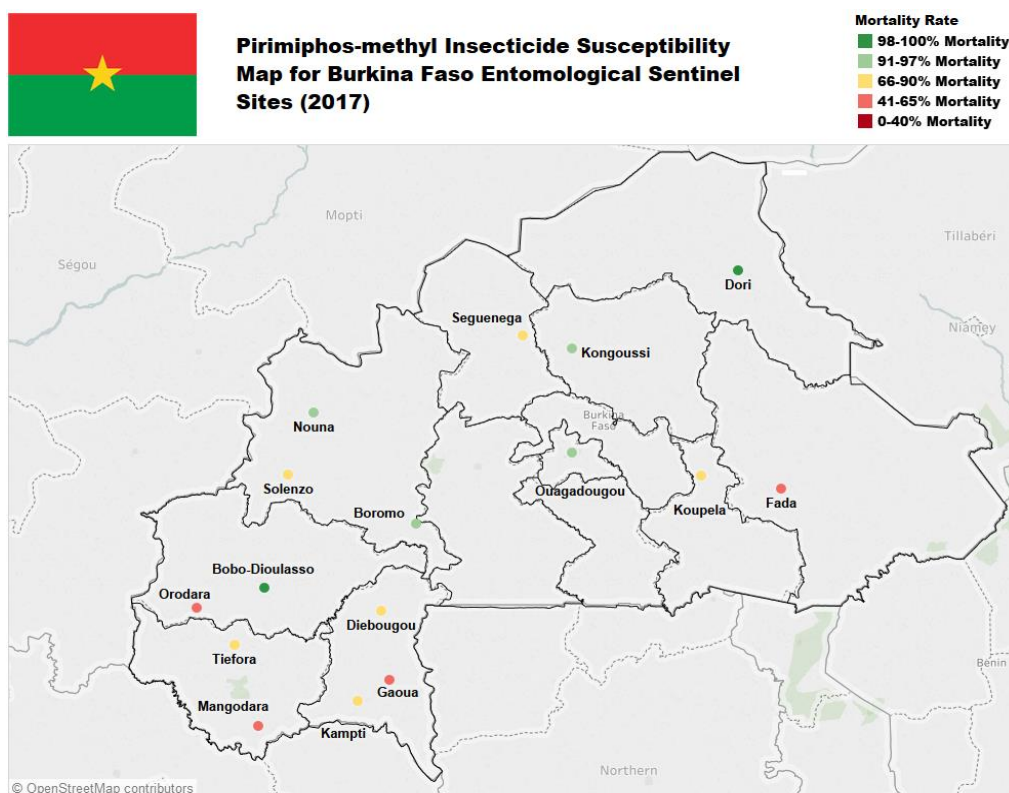 Pirimiphos-methyl Insecticide Susceptibility
Map for Burkina Faso Entomological Sentinel
Sites (2017)
Mortality Rate
98-100% Mortality
91-97% Mortality
66-90% Mortality
41-65% Mortality
0-40% Mortality
Mopti
Tillabéri
Ségou
Dori
Seguenega
Niamey
Kongoussi
Burkina
Faso
Nouna
Solenzo
Ouagadougou
Koupela
Fada
Boromo
Bobo-Dioulasso
Orodara
Diebougou
Tiefora
Benin
Gaoua
Mangodara
Kampti
Northern
© OpenStreetMap contributors